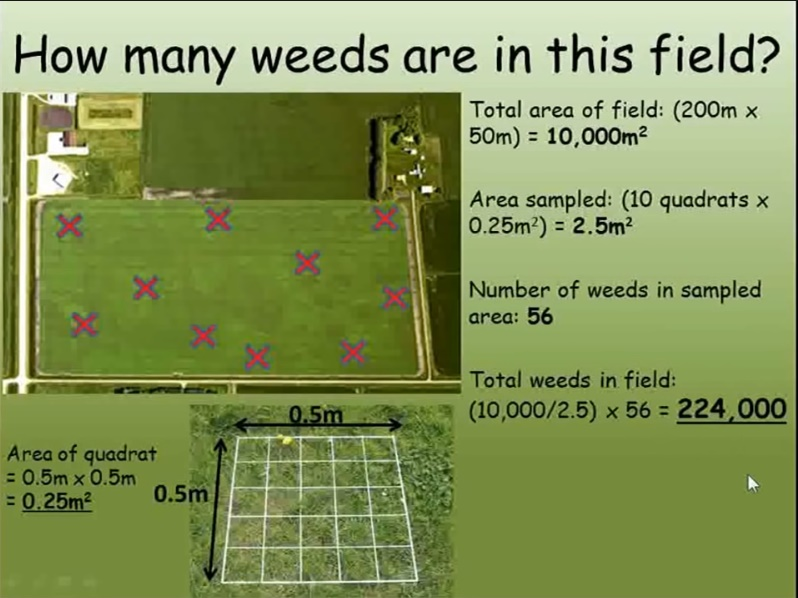 How many weeds are in this field?
Total area of field: (200m x
50m) = 10,000m²
Area sampled: (10 quadrats x
0.25m²) = 2.5m²
Number of weeds in sampled
area: 56
Total weeds in field:
(10,000/2.5) x 56 = 224,000
Area of quadrat
= 0.5m x 0.5m
= 0.25m²
0.5m
0.5m